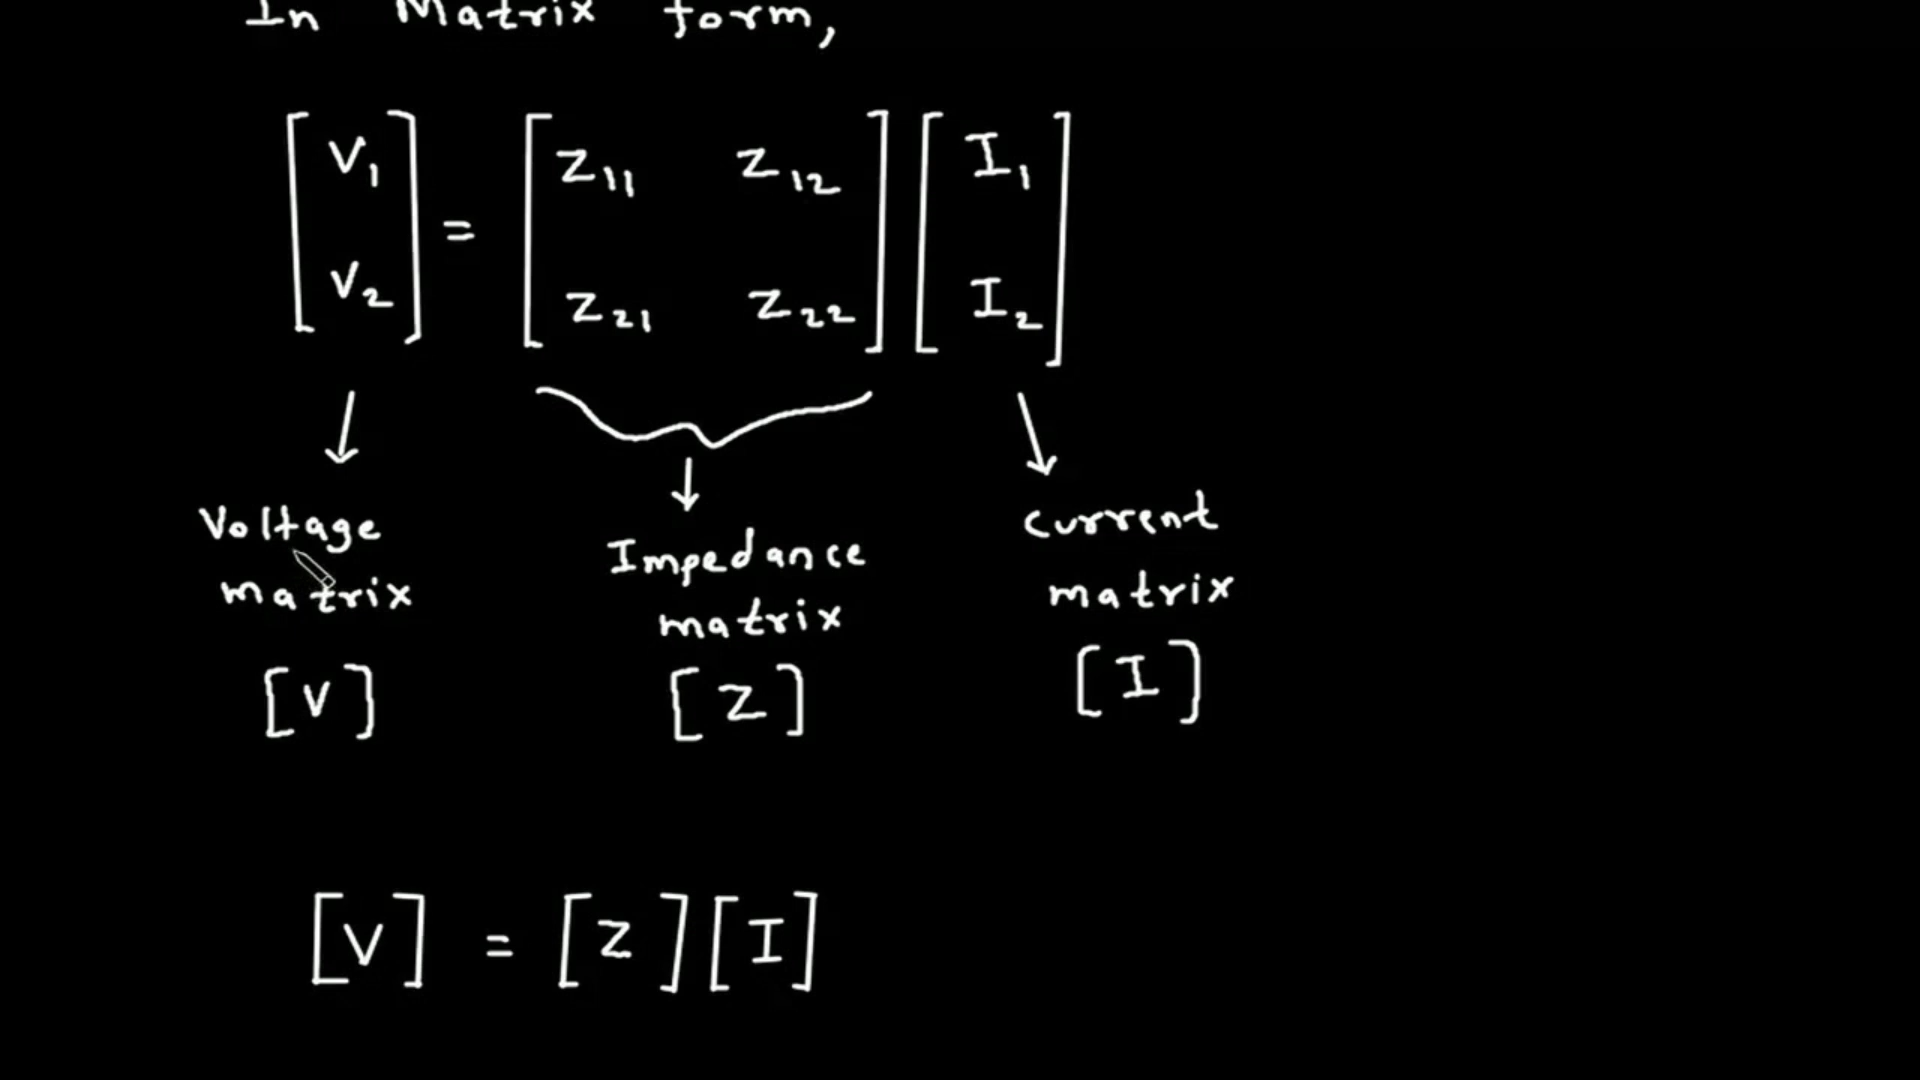 In Matrix form,
[V₁ V₂] = [Z₁₁ Z₁₂ Z₂₁ Z₂₂] [I₁ I₂]
Voltage matrix [V]
Impedance matrix [Z]
Current matrix [I]
[V] = [Z][I]